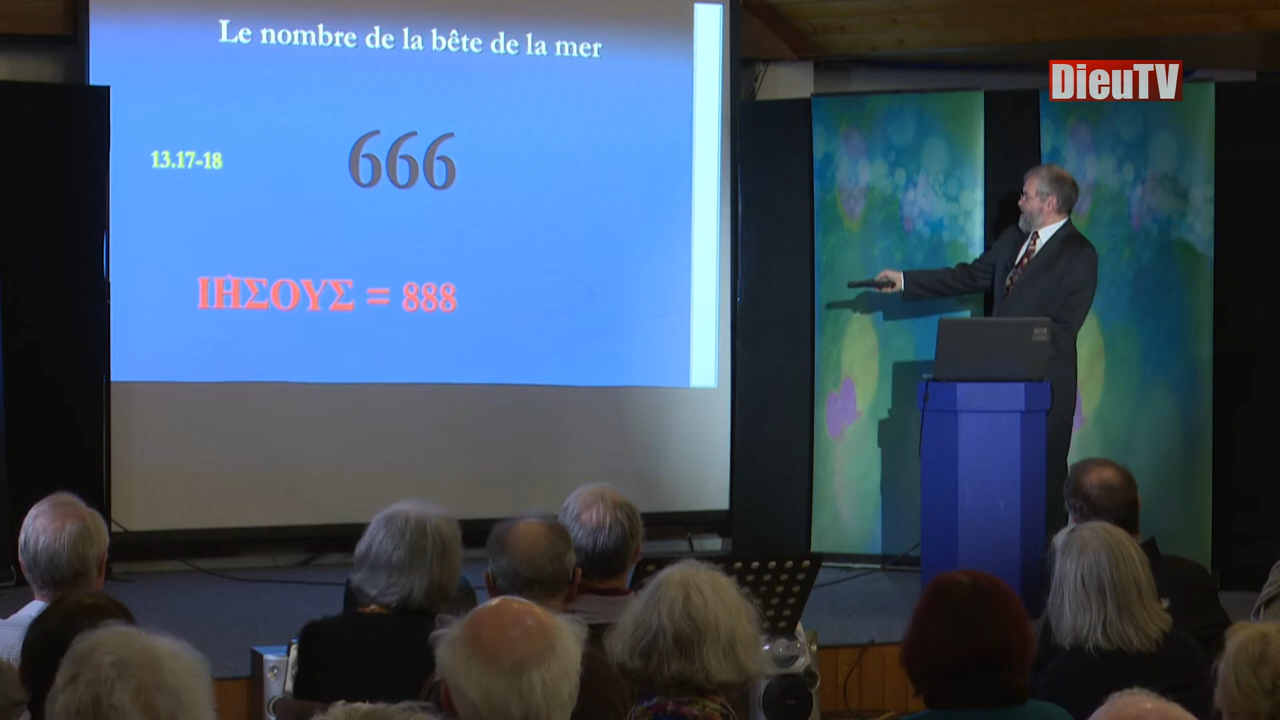 Le nombre de la bête de la mer
DieuTV
13.17-18
666
ΙΗΣΟΥΣ = 888